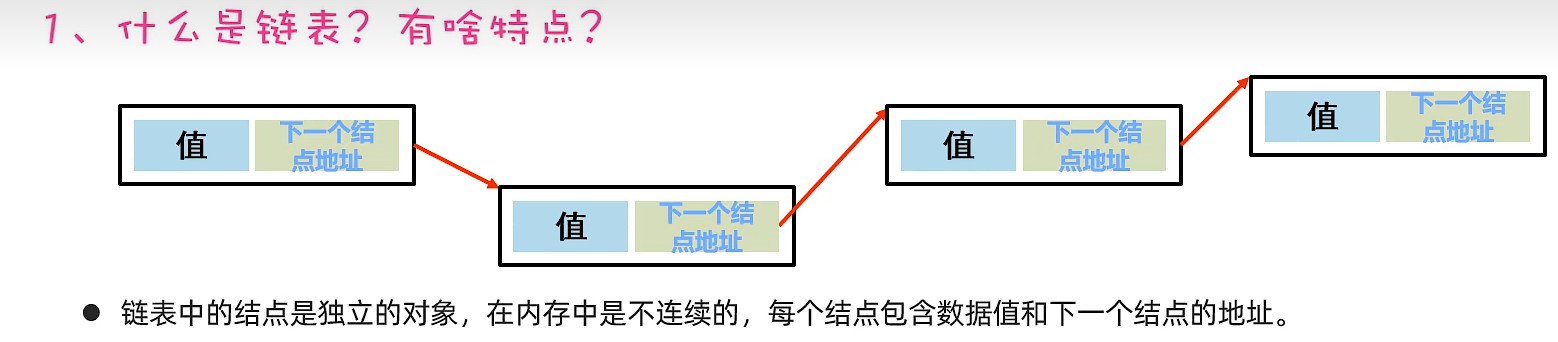 1、什么是链表？有啥特点？
值
下一个结
点地址
值
下一个结
点地址
值
下一个结
点地址
值
下一个结
点地址
链表中的结点是独立的对象，在内存中是不连续的，每个结点包含数据值和下一个结点的地址。